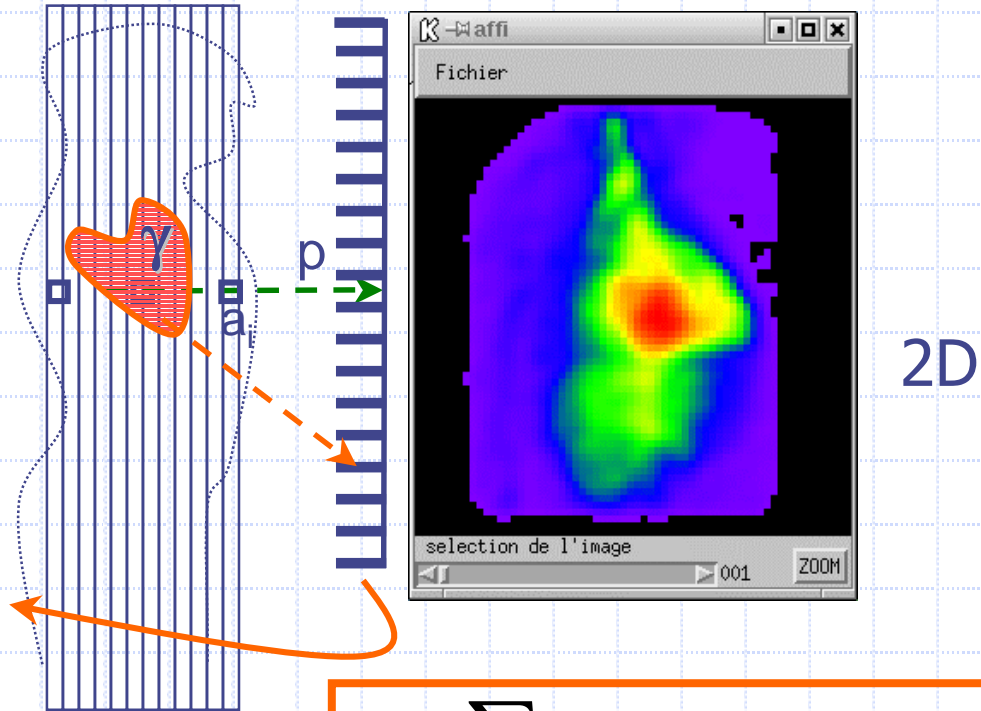 affi
Fichier
γ
p
a
2D
selection de l'image
001
ZOOM
Σ